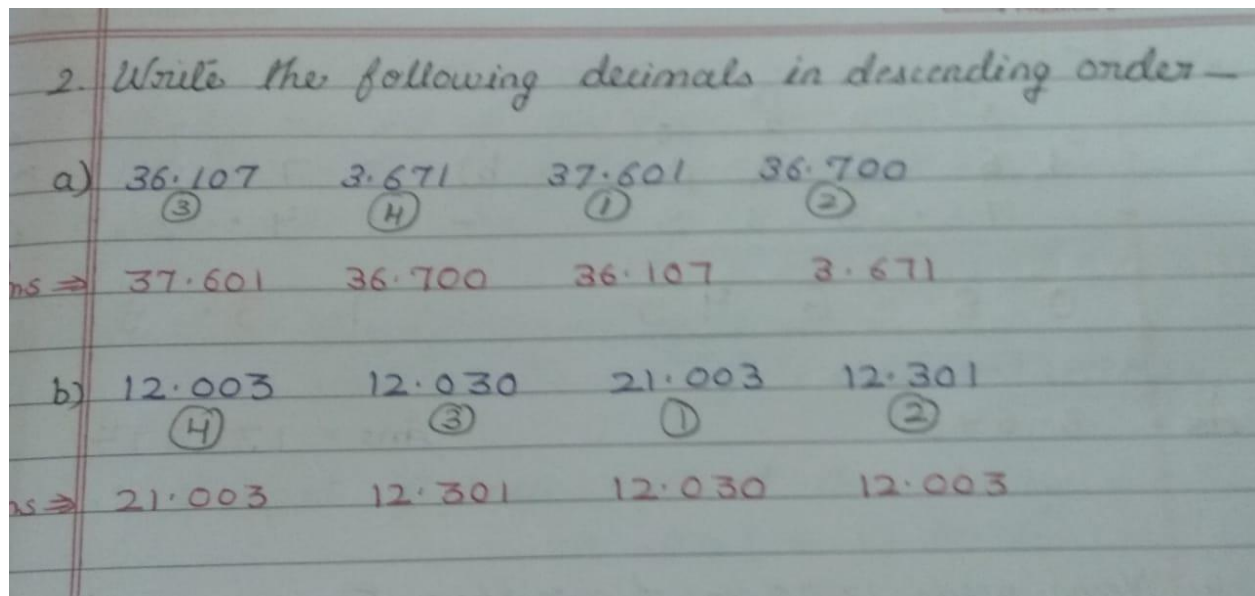 2. Write the following decimals in descending order -
a) 36.107 3.671 37.601 36.700
③ ④ ① ②
ns ⇒ 37.601 36.700 36.107 3.671
b) 12.003 12.030 21.003 12.301
④ ③ ① ②
ns ⇒ 21.003 12.301 12.030 12.003